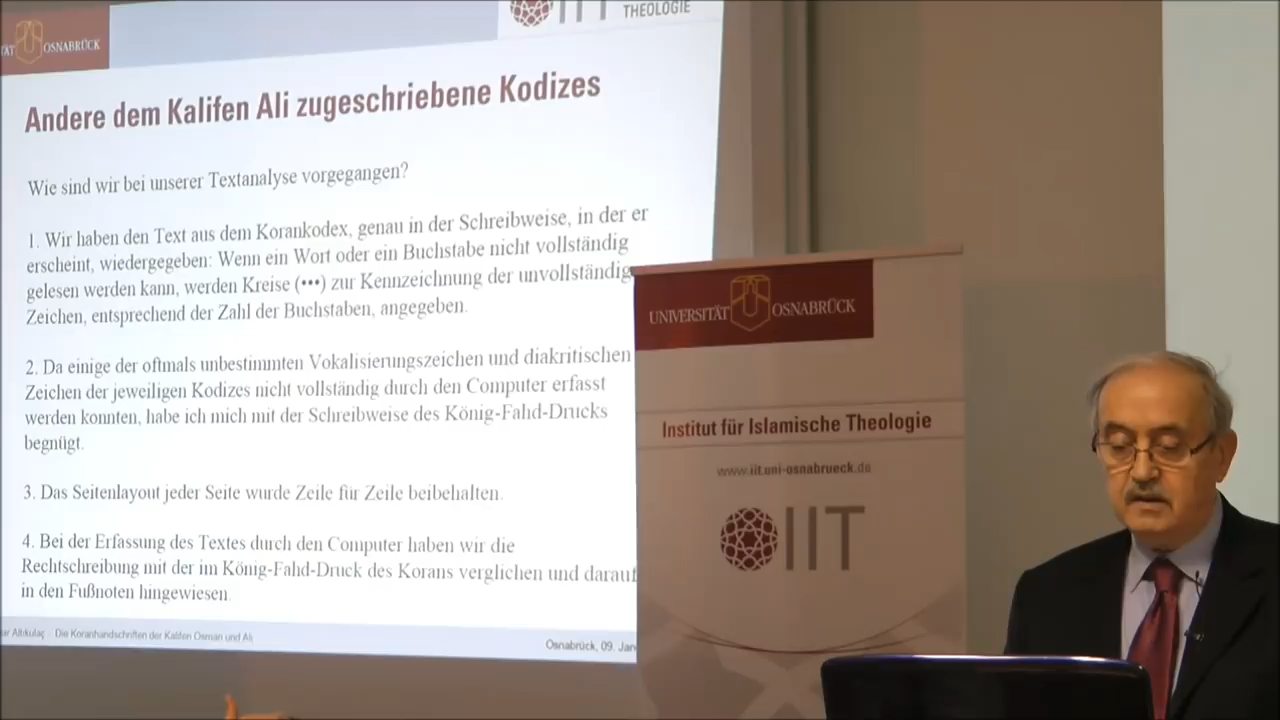 OSNABRÜCK
IIT
THEOLOGIE
Andere dem Kalifen Ali zugeschriebene Kodizes
Wie sind wir bei unserer Textanalyse vorgegangen?
1. Wir haben den Text aus dem Korankodex, genau in der Schreibweise, in der er
erscheint, wiedergegeben: Wenn ein Wort oder ein Buchstabe nicht vollständig
gelesen werden kann, werden Kreise (•••) zur Kennzeichnung der unvollständig
Zeichen, entsprechend der Zahl der Buchstaben, angegeben.
2. Da einige der oftmals unbestimmten Vokalisierungszeichen und diakritischen
Zeichen der jeweiligen Kodizes nicht vollständig durch den Computer erfasst
werden konnten, habe ich mich mit der Schreibweise des König-Fahd-Drucks
begnügt.
3. Das Seitenlayout jeder Seite wurde Zeile für Zeile beibehalten.
4. Bei der Erfassung des Textes durch den Computer haben wir die
Rechtschreibung mit der im König-Fahd-Druck des Korans verglichen und darauf
in den Fußnoten hingewiesen.
Altıkulaç : Die Koranhandschriften der Kalifen Osman und Ali
Osnabrück, 09. Jan
UNIVERSITÄT OSNABRÜCK
Institut für Islamische Theologie
www.iit.uni-osnabrueck.de
IIT